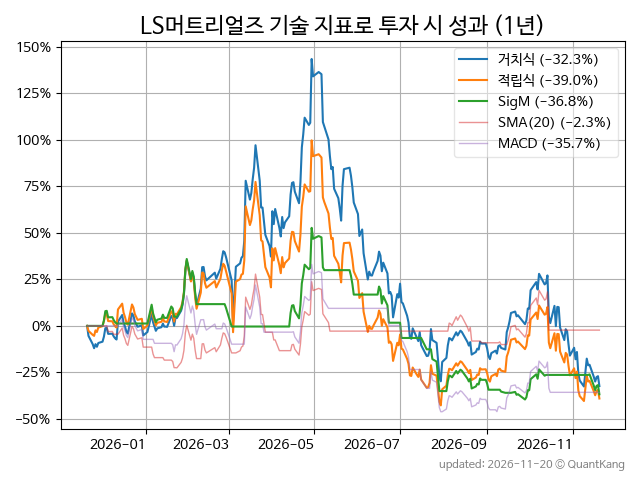 LS머트리얼즈 기술 지표로 투자 시 성과 (1년)
150%
125%
100%
75%
50%
25%
0%
−25%
−50%
거치식 (−32.3%)
적립식 (−39.0%)
SigM (−36.8%)
SMA(20) (−2.3%)
MACD (−35.7%)
2026-01 2026-03 2026-05 2026-07 2026-09 2026-11
updated: 2026-11-20 © QuantKang